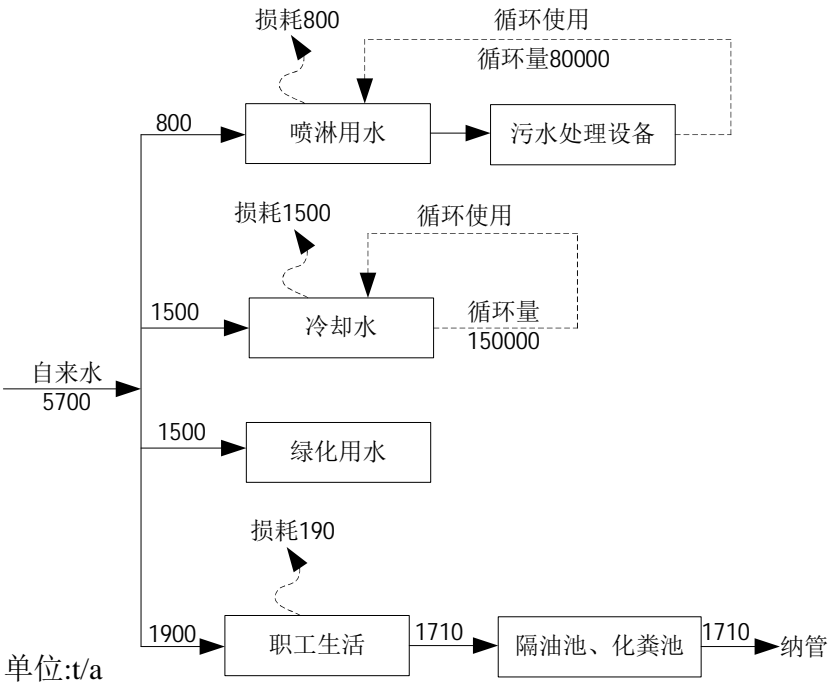 损耗800
循环使用
循环量80000
800
喷淋用水
污水处理设备
损耗1500
循环使用
1500
冷却水
循环量
150000
自来水
5700
1500
绿化用水
损耗190
1900
职工生活
1710
隔油池、化粪池
1710
纳管
单位:t/a